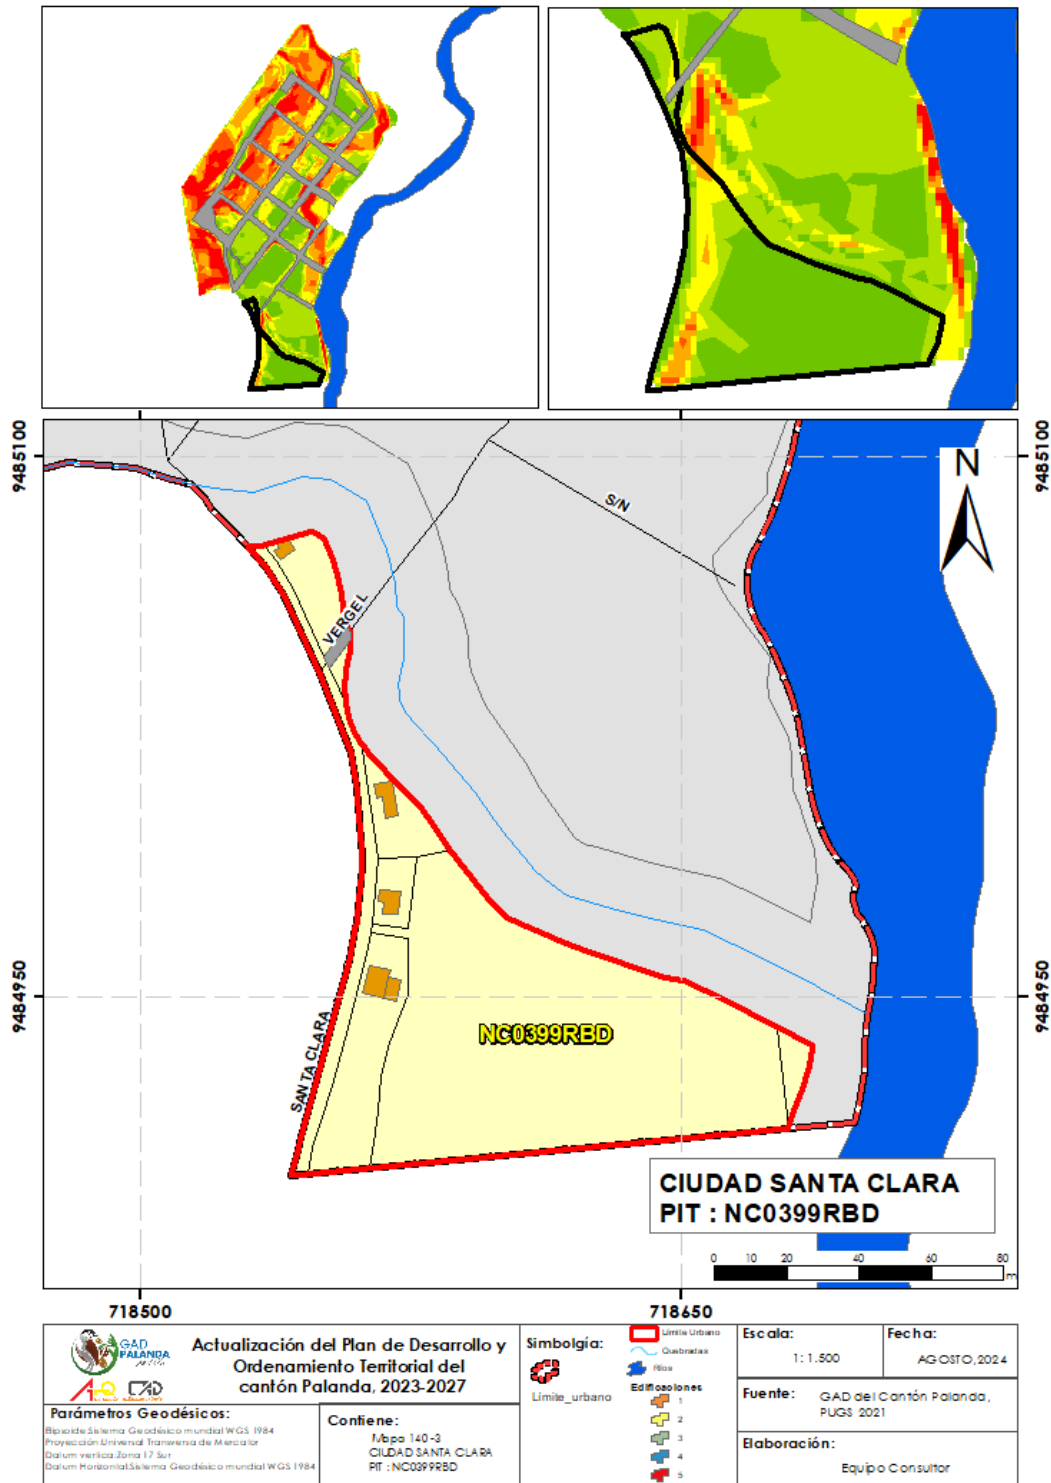 9485100
9485100
N
S/N
VERGEL
9484950
9484950
NC0399RBD
SANTA CLARA
CIUDAD SANTA CLARA
PIT : NC0399RBD
0 10 20 40 60 80
m
718500
718650
GAD
PALANDA
Actualización del Plan de Desarrollo y
Ordenamiento Territorial del
cantón Palanda, 2023-2027
Parámetros Geodésicos:
Elipsoide:Sistema Geodésico mundial WGS 1984
Proyección:Universal Transversa de Mercator
Datum vertica:Zona 17 Sur
Datum Horizontal:Sistema Geodésico mundial WGS 1984
Contiene:
Mapa 140 -3
CIUDAD SANTA CLARA
PIT : NC0399RBD
Simbolgía:
Limite_urbano
Limite Urbano
Quebradas
Rios
Edificaciones
1
2
3
4
5
Escala:
1: 1.500
Fecha:
AGOSTO,2024
Fuente:
GAD del Cantón Palanda,
PUGS 2021
Elaboración:
Equipo Consultor